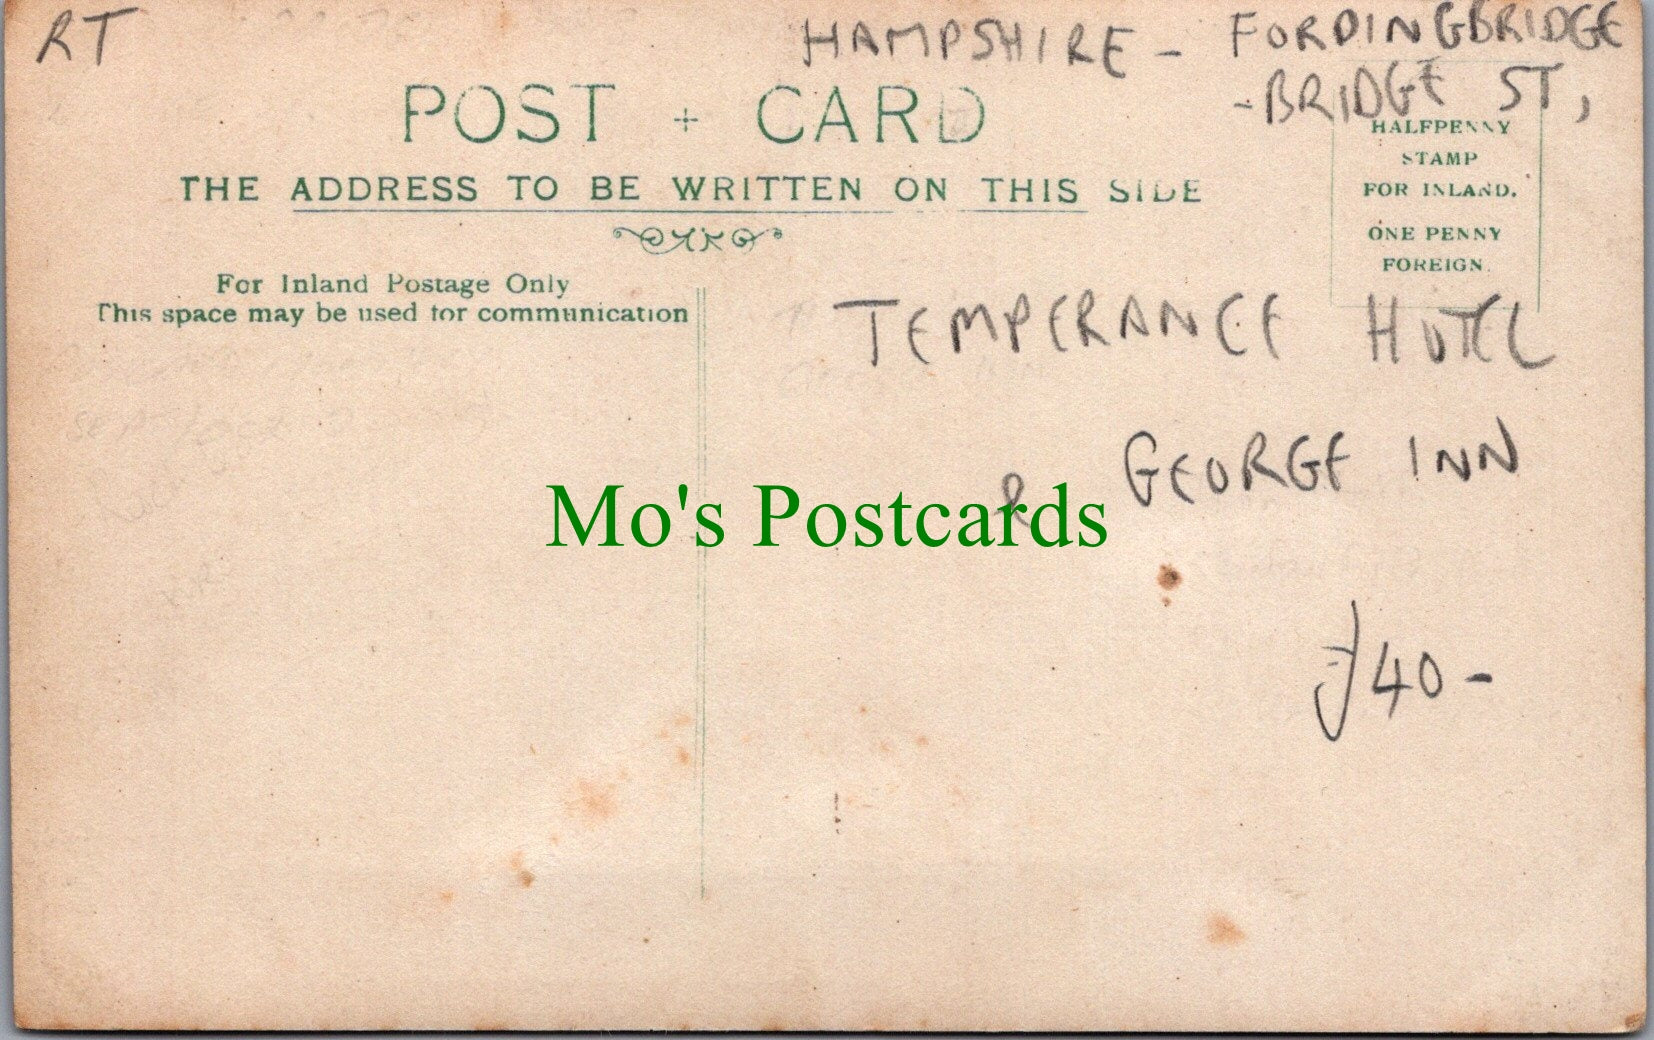 RT
HAMPSHIRE - FORDINGBRIDGE
- BRIDGE ST,
POST + CARD
THE ADDRESS TO BE WRITTEN ON THIS SIDE
HALFPENNY
STAMP
FOR INLAND.
ONE PENNY
FOREIGN.
For Inland Postage Only
This space may be used for communication
TEMPERANCE HOTEL
& GEORGE INN
Mo's Postcards
£40-